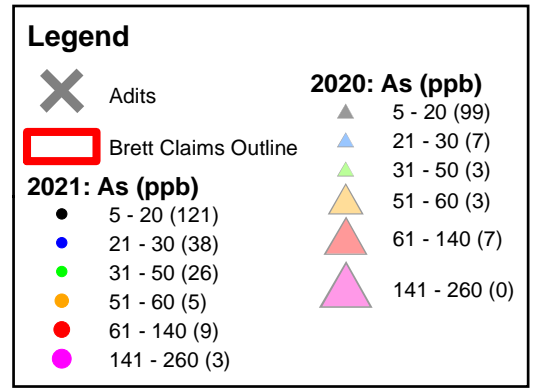 Legend
Adits
Brett Claims Outline
2021: As (ppb)
5 - 20 (121)
21 - 30 (38)
31 - 50 (26)
51 - 60 (5)
61 - 140 (9)
141 - 260 (3)
2020: As (ppb)
5 - 20 (99)
21 - 30 (7)
31 - 50 (3)
51 - 60 (3)
61 - 140 (7)
141 - 260 (0)